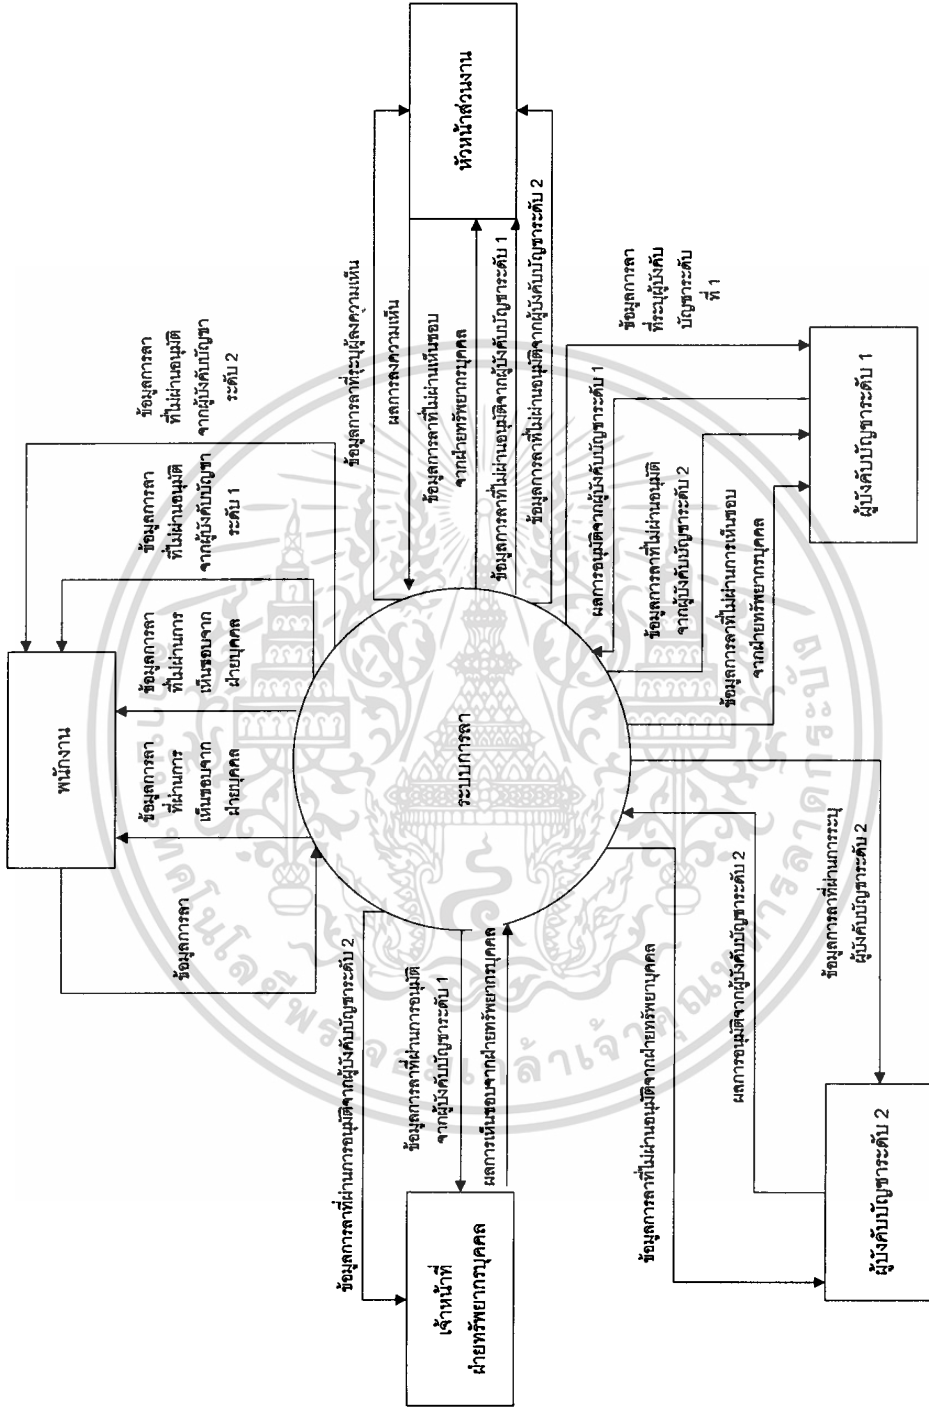 พนักงาน
ข้อมูลการลา
ข้อมูลการลา
ที่ผ่านการ
เห็นชอบจาก
ฝ่ายบุคคล
ข้อมูลการลา
ที่ไม่ผ่านการ
เห็นชอบจาก
ฝ่ายบุคคล
ข้อมูลการลา
ที่ไม่ผ่านอนุมัติ
จากผู้บังคับบัญชา
ระดับ 1
ข้อมูลการลา
ที่ไม่ผ่านอนุมัติ
จากผู้บังคับบัญชา
ระดับ 2
เจ้าหน้าที่
ฝ่ายทรัพยากรบุคคล
ข้อมูลการลาที่ผ่านการอนุมัติจากผู้บังคับบัญชาระดับ 2
ข้อมูลการลาที่ผ่านการอนุมัติ
จากผู้บังคับบัญชาระดับ 1
ผลการเห็นชอบจากฝ่ายทรัพยากรบุคคล
ระบบการลา
ข้อมูลการลาที่ระบุผู้ลงความเห็น
ผลการลงความเห็น
ข้อมูลการลาที่ไม่ผ่านเห็นชอบ
จากฝ่ายทรัพยากรบุคคล
ข้อมูลการลาที่ไม่ผ่านอนุมัติจากผู้บังคับบัญชาระดับ 1
ข้อมูลการลาที่ไม่ผ่านอนุมัติจากผู้บังคับบัญชาระดับ 2
หัวหน้าส่วนงาน
ข้อมูลการลาที่ไม่ผ่านอนุมัติจากฝ่ายทรัพยาบุคคล
ผลการอนุมัติจากผู้บังคับบัญชาระดับ 2
ข้อมูลการลาที่ผ่านการระบุ
ผู้บังคับบัญชาระดับ 2
ผู้บังคับบัญชาระดับ 2
ข้อมูลการลา
ที่ระบุผู้บังคับ
บัญชาระดับ
ที่ 1
ผลการอนุมัติจากผู้บังคับบัญชาระดับ 1
ข้อมูลการลาที่ไม่ผ่านอนุมัติ
จากผู้บังคับบัญชาระดับ 2
ข้อมูลการลาที่ไม่ผ่านการเห็นชอบ
จากฝ่ายทรัพยากรบุคคล
ผู้บังคับบัญชาระดับ 1